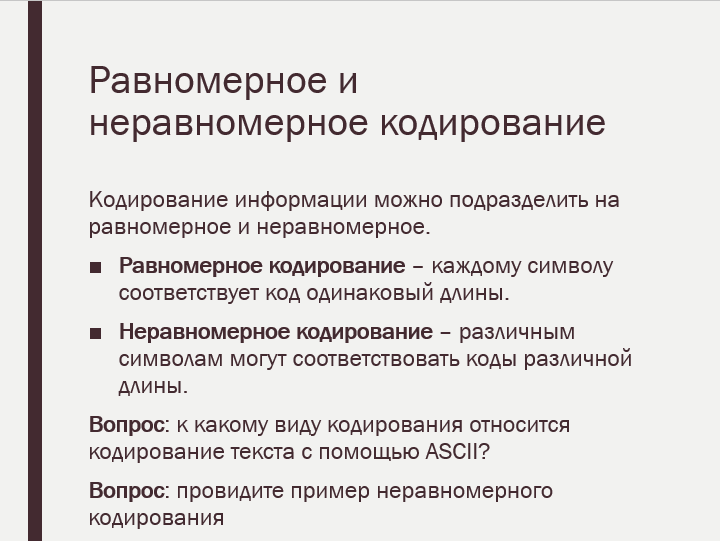 Равномерное и
неравномерное кодирование
Кодирование информации можно подразделить на
равномерное и неравномерное.
▪ Равномерное кодирование – каждому символу
соответствует код одинаковый длины.
▪ Неравномерное кодирование – различным
символам могут соответствовать коды различной
длины.
Вопрос: к какому виду кодирования относится
кодирование текста с помощью ASCII?
Вопрос: провидите пример неравномерного
кодирования